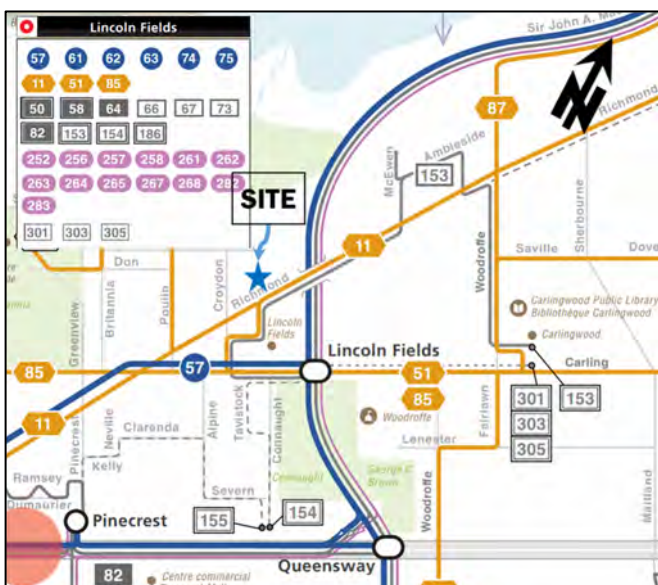 Lincoln Fields
57 61 62 63 74 75
11 51 85
50 58 64 66 67 73
82 153 154 186
252 256 257 258 261 262
263 264 265 267 268 282
283
301 303 305
SITE
Sir John A. Ma
N
87
Richmond
Ambleside
McEwen
153
11
Woodroffe
Sherbourne
Saville
Dove
Don
Greenview
Britannia
Poulin
Croydon
Richmond
Lincoln
Fields
Carlingwood Public Library
Bibliothèque Carlingwood
Carlingwood
Lincoln Fields
Carling
85
57
51
85
11
301
303
305
153
Woodroffe
Fairlawn
Lenester
Pinecrest
Neville
Clarenda
Alpine
Tavistock
Connaught
Kelly
Severn
Connaught
George C
Brown
Woodroffe
Maitland
Ramsey
Dumaurier
155
154
Pinecrest
Queensway
82
Centre commercial